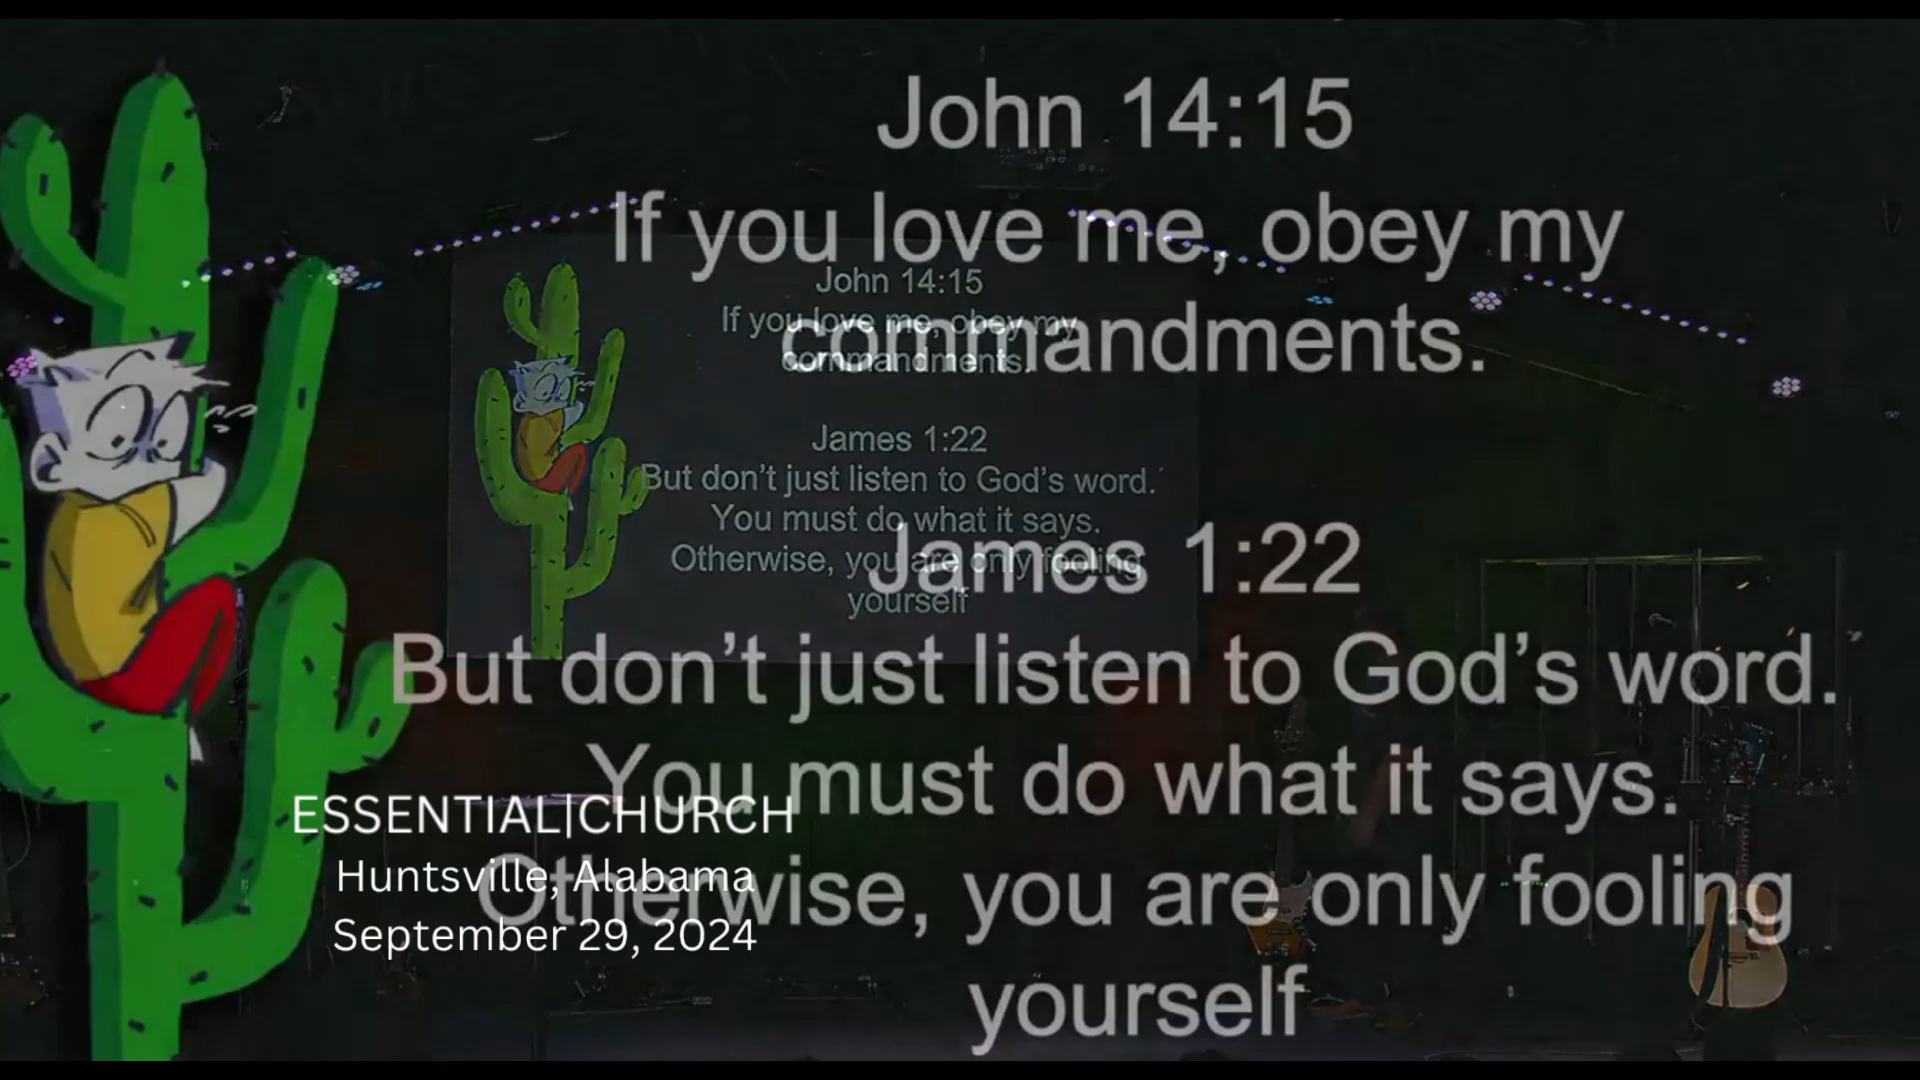 John 14:15
If you love me, obey my
commandments.
James 1:22
But don't just listen to God's word.
You must do what it says.
Otherwise, you are only fooling
yourself
John 14:15
If you love me, obey my
commandments.
James 1:22
But don't just listen to God's word.
You must do what it says.
Otherwise, you are only fooling
yourself
ESSENTIAL|CHURCH
Huntsville, Alabama
September 29, 2024